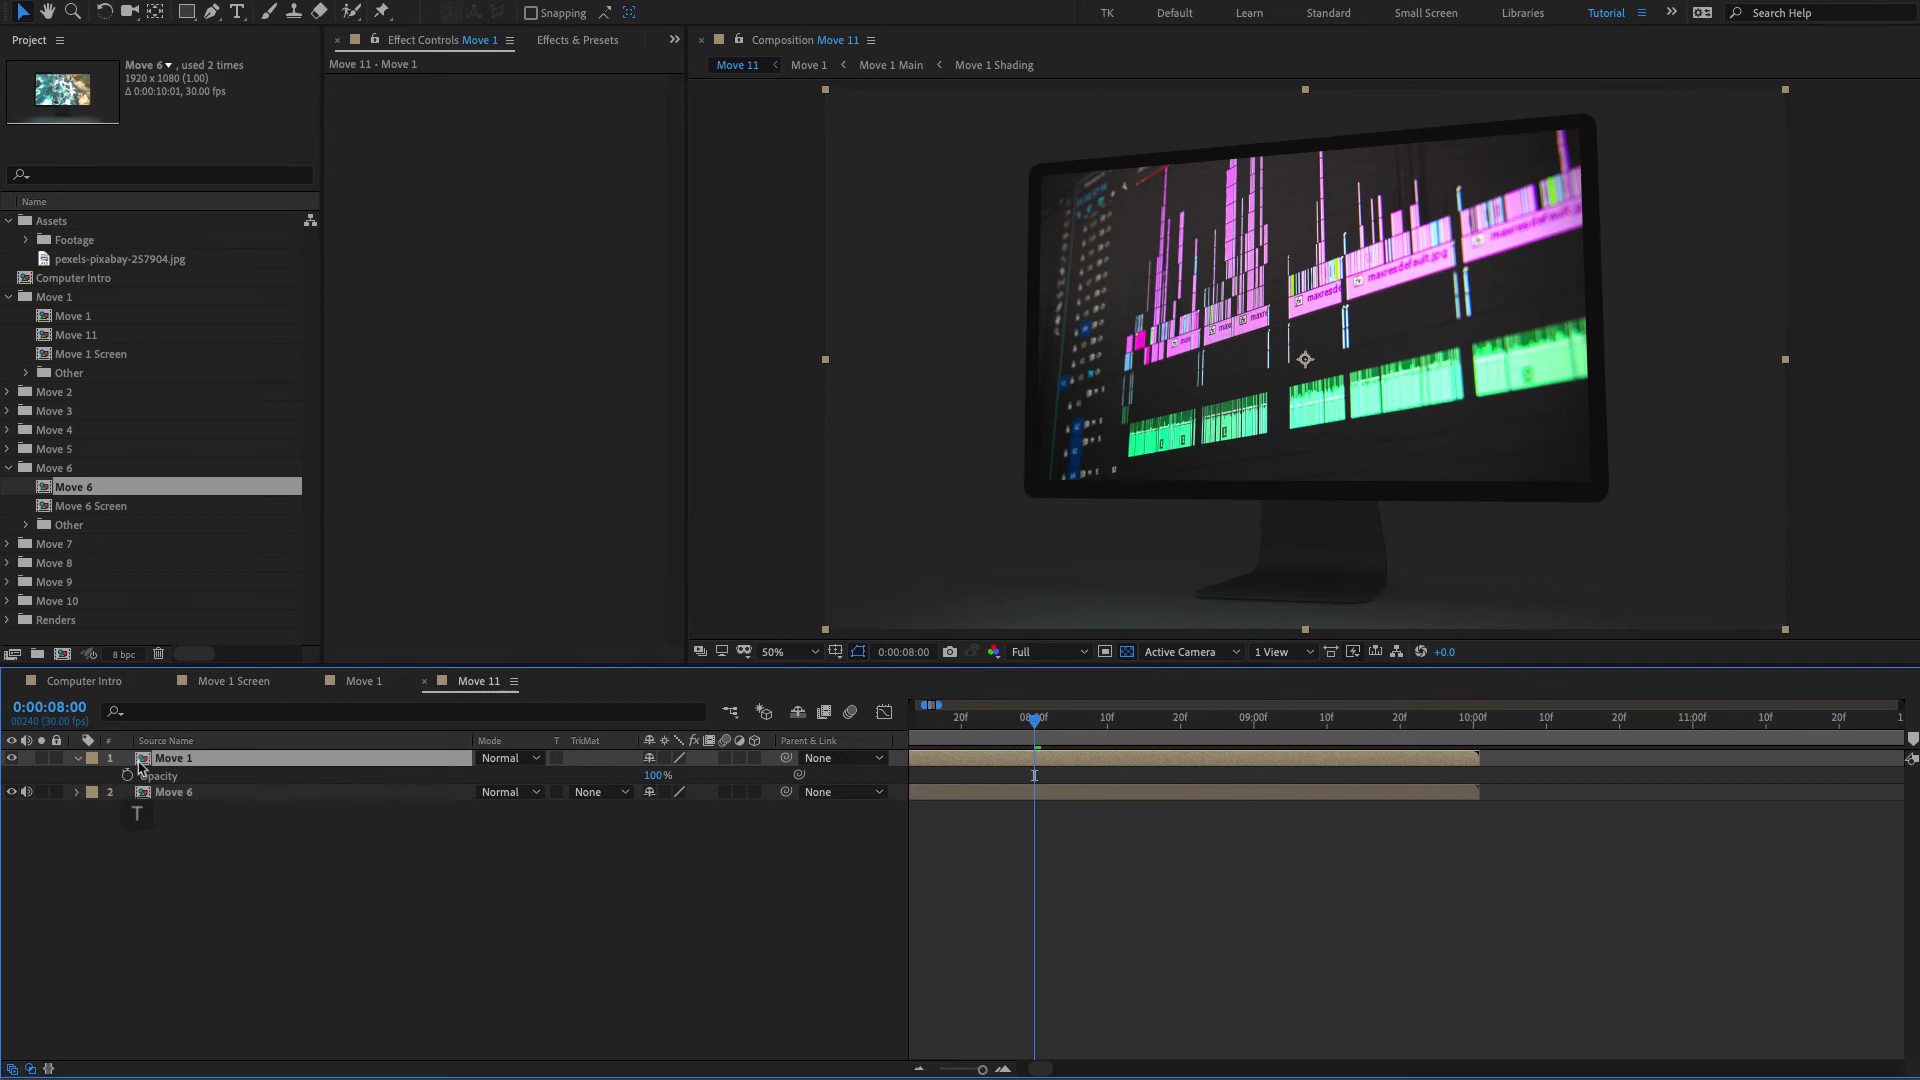 Snapping
TK
Default
Learn
Standard
Small Screen
Libraries
Tutorial
Search Help
Project
Effect Controls Move 1
Effects & Presets
Composition Move 11
Move 11 - Move 1
Move 11
Move 1
Move 1 Main
Move 1 Shading
Move 6 , used 2 times
1920 x 1080 (1.00)
Δ 0:00:10:01, 30.00 fps
Name
Assets
Footage
pexels-pixabay-257904.jpg
Computer Intro
Move 1
Move 1
Move 11
Move 1 Screen
Other
Move 2
Move 3
Move 4
Move 5
Move 6
Move 6
Move 6 Screen
Other
Move 7
Move 8
Move 9
Move 10
Renders
maxresdefault.jpg
8 bpc
50%
0:00:08:00
Full
Active Camera
1 View
+0.0
Computer Intro
Move 1 Screen
Move 1
Move 11
0:00:08:00
00240 (30.00 fps)
20f
10f
20f
09:00f
10f
20f
10:00f
10f
20f
11:00f
10f
20f
1
# Source Name
Mode
T TrkMat
fx
Parent & Link
1 Move 1
Normal
None
Opacity
100%
2 Move 6
Normal
None
None
T